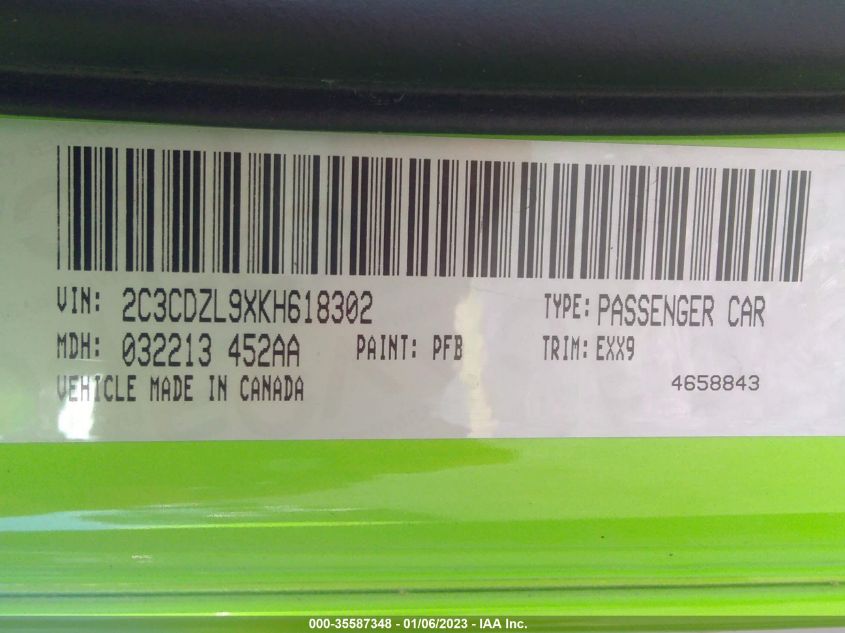 VIN: 2C3CDZL9XKH618302 TYPE: PASSENGER CAR
MDH: 032213 452AA PAINT: PFB TRIM: EXX9
VEHICLE MADE IN CANADA 4658843
000-35587348 - 01/06/2023 - IAA Inc.